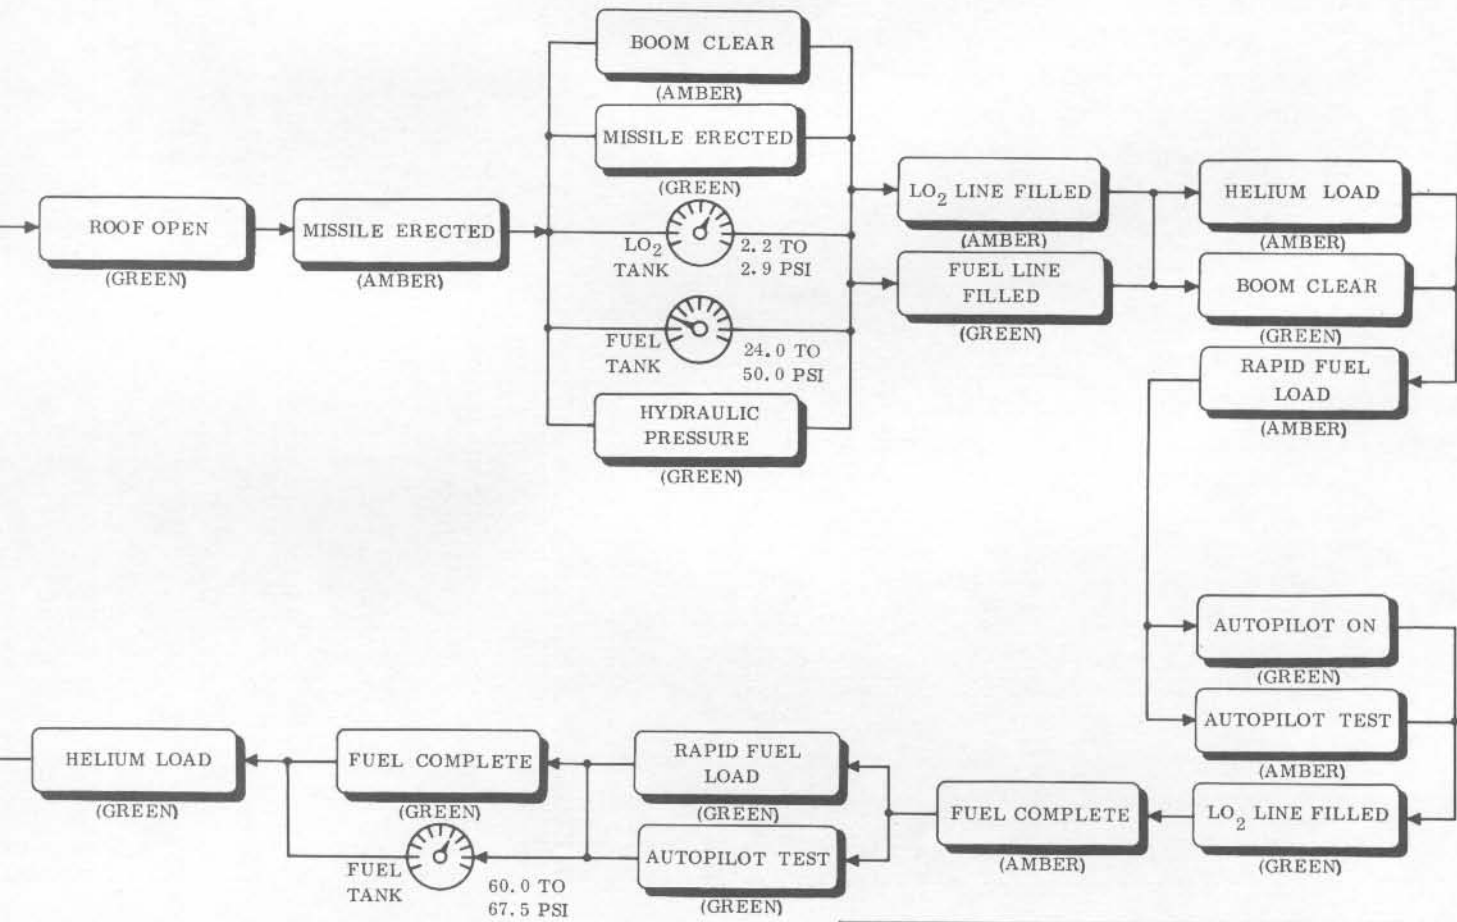 ROOF OPEN
(GREEN)
MISSILE ERECTED
(AMBER)
BOOM CLEAR
(AMBER)
MISSILE ERECTED
(GREEN)
LO₂
TANK
2.2 TO
2.9 PSI
FUEL
TANK
24.0 TO
50.0 PSI
HYDRAULIC
PRESSURE
(GREEN)
LO₂ LINE FILLED
(AMBER)
FUEL LINE
FILLED
(GREEN)
HELIUM LOAD
(AMBER)
BOOM CLEAR
(GREEN)
RAPID FUEL
LOAD
(AMBER)
AUTOPILOT ON
(GREEN)
AUTOPILOT TEST
(AMBER)
LO₂ LINE FILLED
(GREEN)
FUEL COMPLETE
(AMBER)
RAPID FUEL
LOAD
(GREEN)
AUTOPILOT TEST
(GREEN)
FUEL COMPLETE
(GREEN)
FUEL
TANK
60.0 TO
67.5 PSI
HELIUM LOAD
(GREEN)